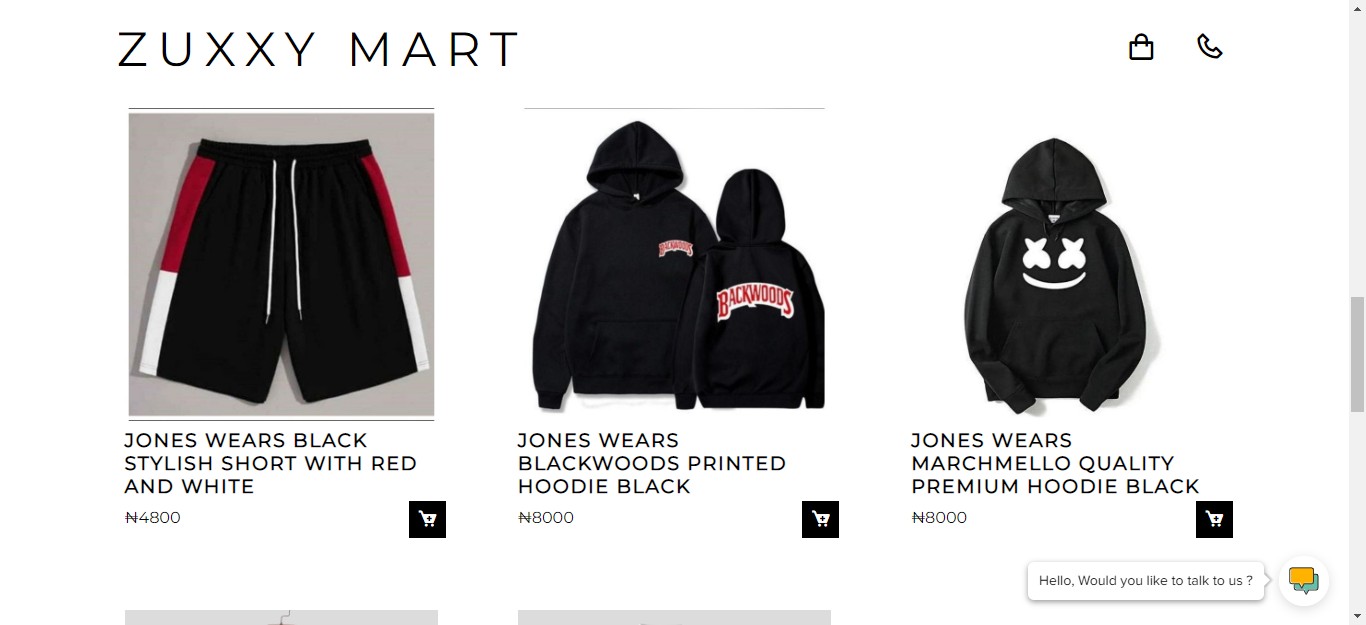 ZUXXY MART
BACKWOODS
BACKWOODS
JONES WEARS BLACK
STYLISH SHORT WITH RED
AND WHITE
₦4800
JONES WEARS
BLACKWOODS PRINTED
HOODIE BLACK
₦8000
JONES WEARS
MARCHMELLO QUALITY
PREMIUM HOODIE BLACK
₦8000
Hello, Would you like to talk to us ?